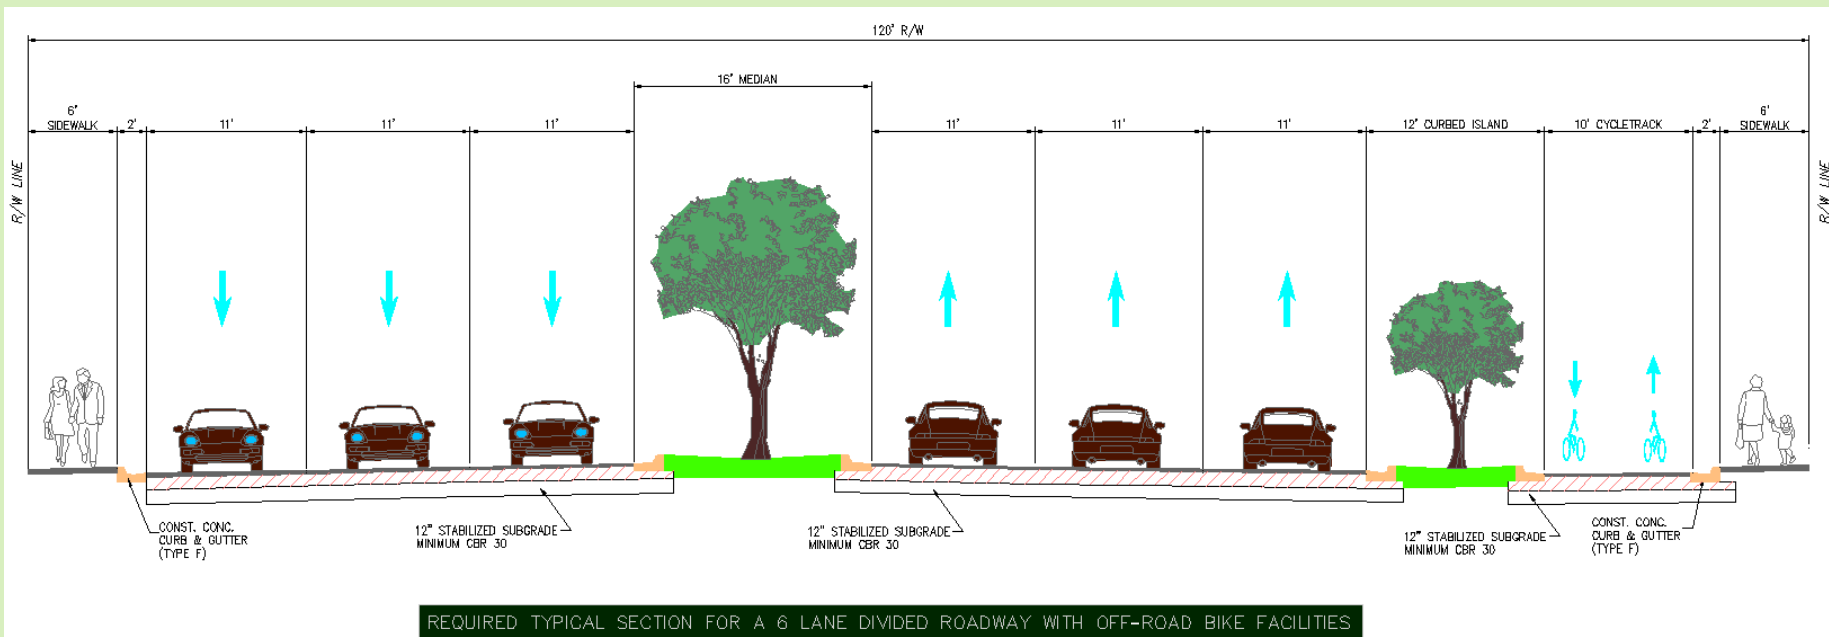 120' R/W
16' MEDIAN
6'
SIDEWALK
2'
11'
11'
11'
11'
11'
11'
12' CURBED ISLAND
10' CYCLETRACK
2'
6'
SIDEWALK
R/W LINE
R/W LINE
CONST. CONC.
CURB & GUTTER
(TYPE F)
12" STABILIZED SUBGRADE
MINIMUM CBR 30
12" STABILIZED SUBGRADE
MINIMUM CBR 30
12" STABILIZED SUBGRADE
MINIMUM CBR 30
CONST. CONC.
CURB & GUTTER
(TYPE F)
REQUIRED TYPICAL SECTION FOR A 6 LANE DIVIDED ROADWAY WITH OFF-ROAD BIKE FACILITIES